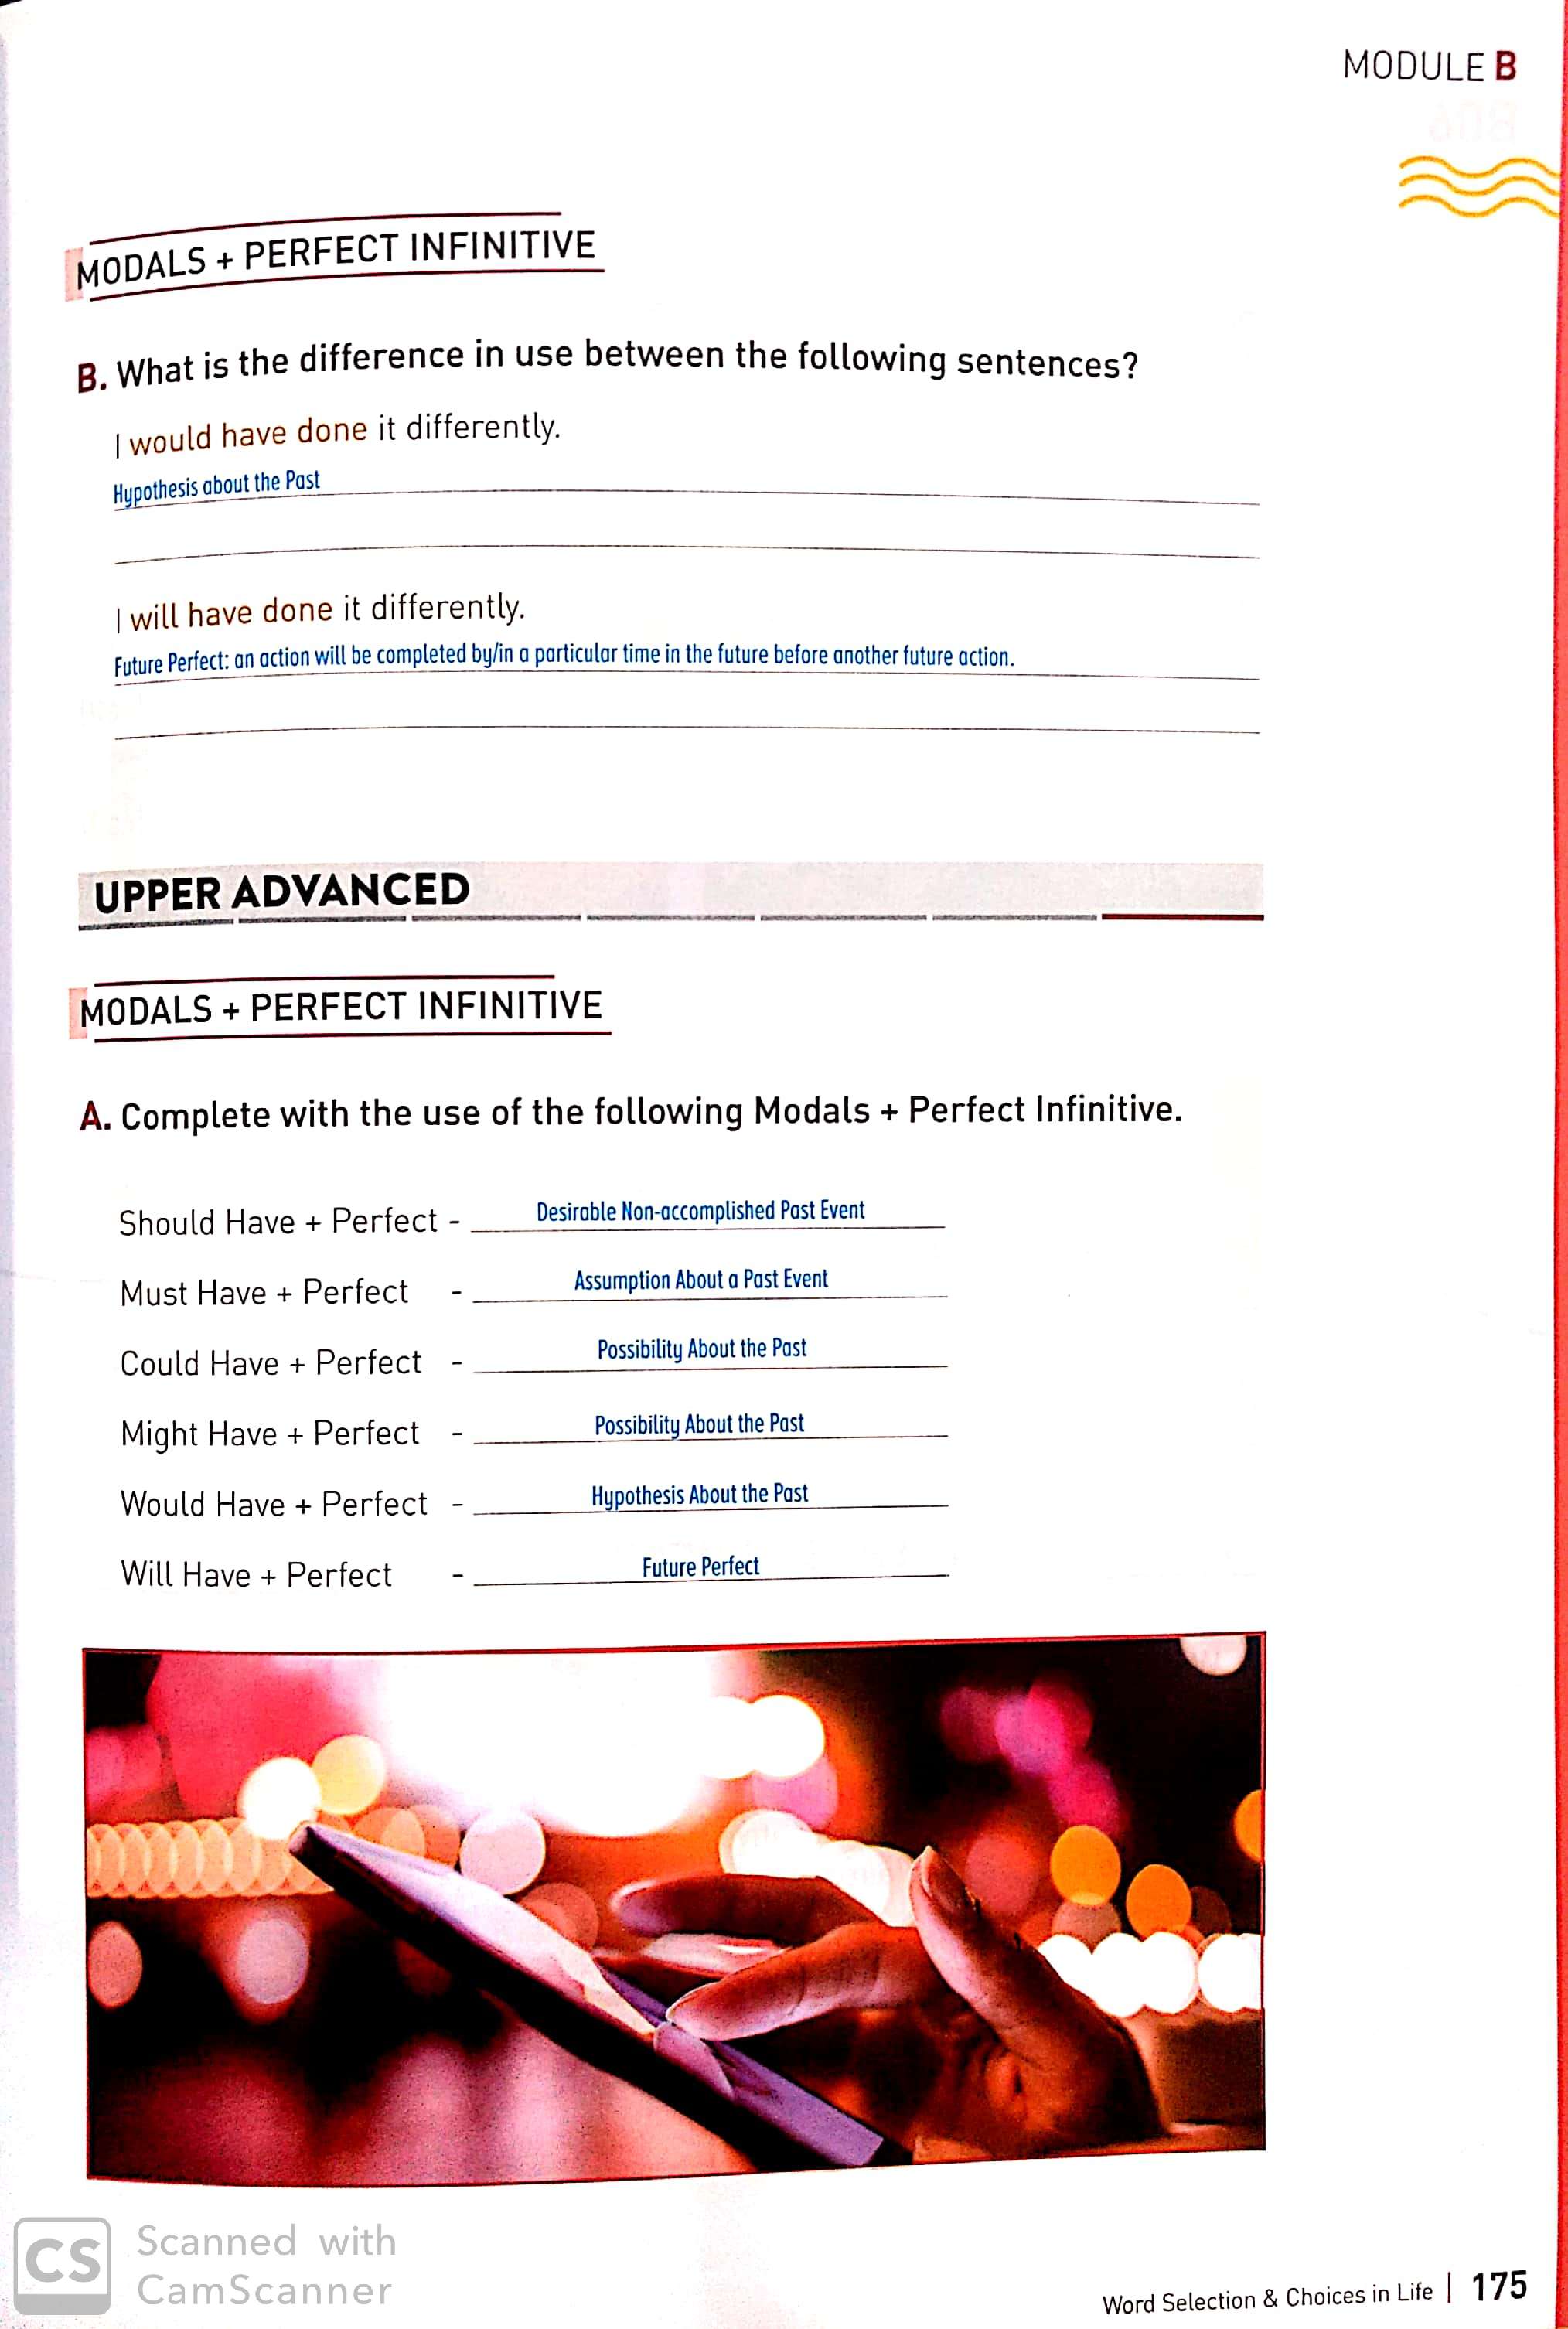 MODULE B
MODALS + PERFECT INFINITIVE
B. What is the difference in use between the following sentences?
I would have done it differently.
Hypothesis about the Past
I will have done it differently.
Future Perfect: an action will be completed by/in a particular time in the future before another future action.
UPPER ADVANCED
MODALS + PERFECT INFINITIVE
A. Complete with the use of the following Modals + Perfect Infinitive.
Should Have + Perfect - Desirable Non-accomplished Past Event
Must Have + Perfect - Assumption About a Past Event
Could Have + Perfect - Possibility About the Past
Might Have + Perfect - Possibility About the Past
Would Have + Perfect - Hypothesis About the Past
Will Have + Perfect - Future Perfect
CS Scanned with
CamScanner
Word Selection & Choices in Life | 175